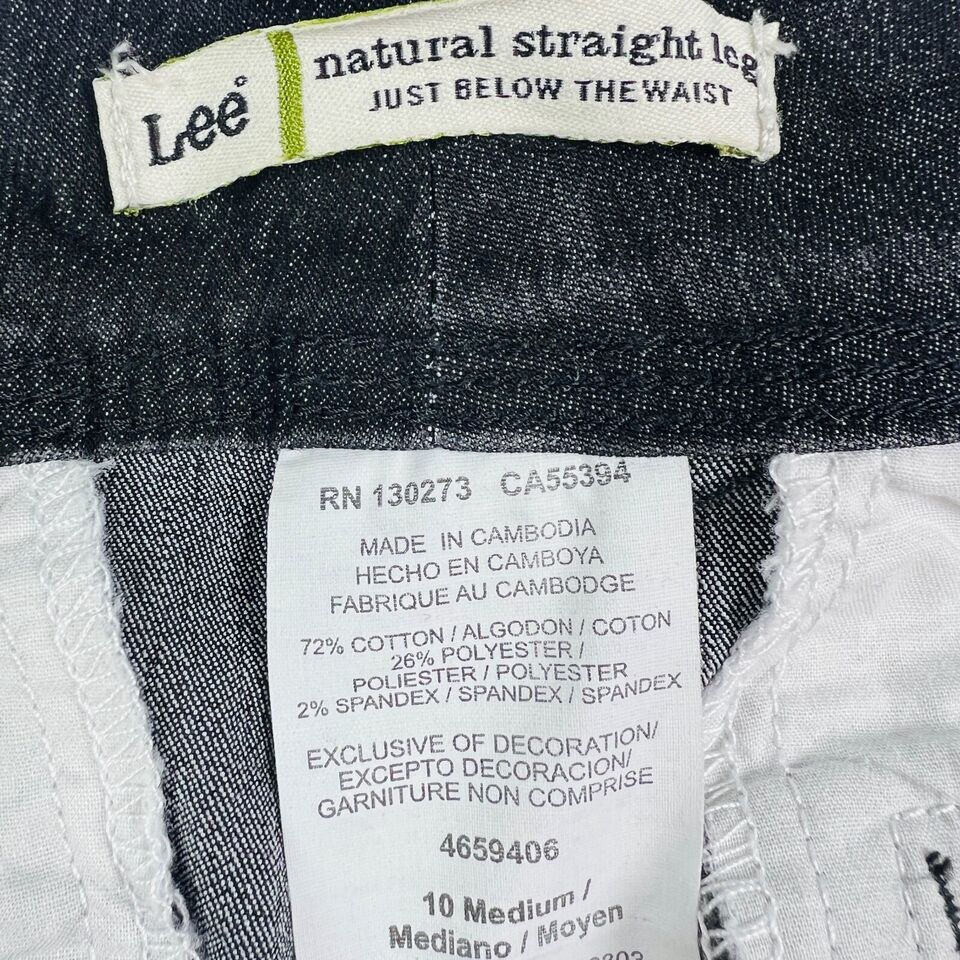 Lee®
natural straight leg
JUST BELOW THE WAIST
RN 130273 CA55394
MADE IN CAMBODIA
HECHO EN CAMBOYA
FABRIQUE AU CAMBODGE
72% COTTON / ALGODON / COTON
26% POLYESTER /
POLIESTER / POLYESTER
2% SPANDEX / SPANDEX / SPANDEX
EXCLUSIVE OF DECORATION/
EXCEPTO DECORACION/
GARNITURE NON COMPRISE
4659406
10 Medium /
Mediano / Moyen